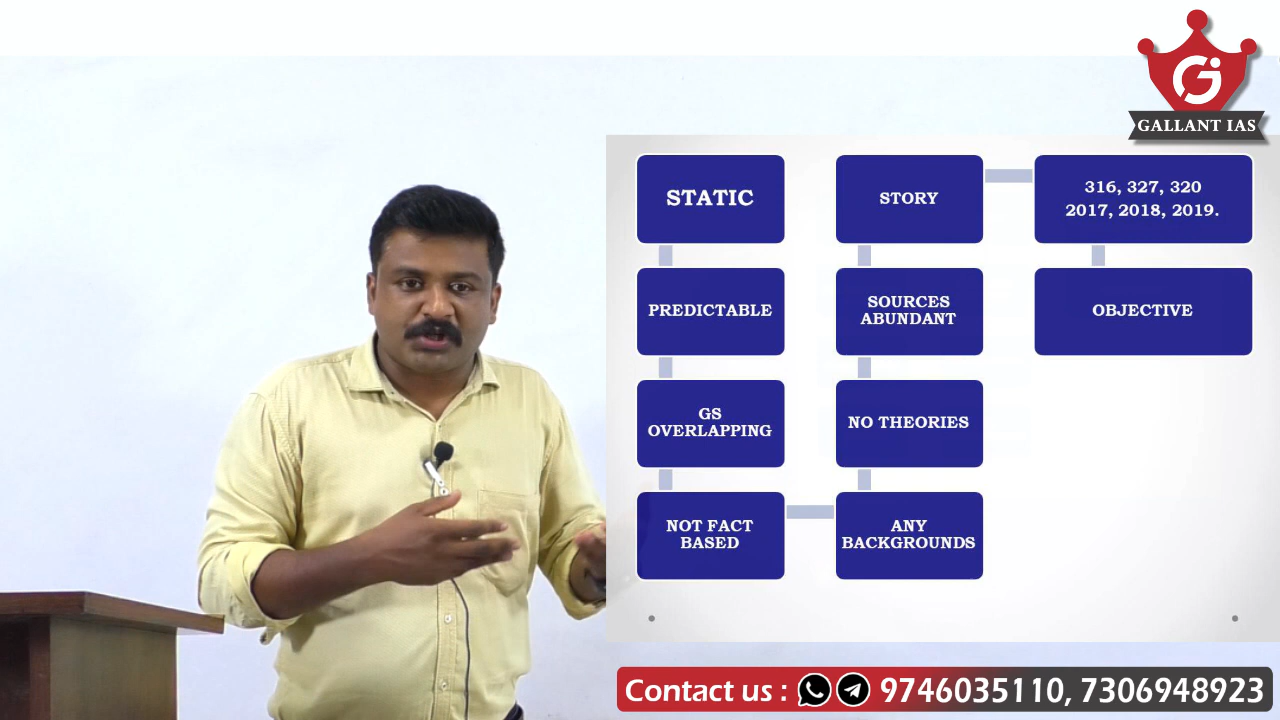 GALLANT IAS
STATIC
PREDICTABLE
GS
OVERLAPPING
NOT FACT
BASED
ANY
BACKGROUNDS
NO THEORIES
SOURCES
ABUNDANT
STORY
316, 327, 320
2017, 2018, 2019.
OBJECTIVE
Contact us : 9746035110, 7306948923